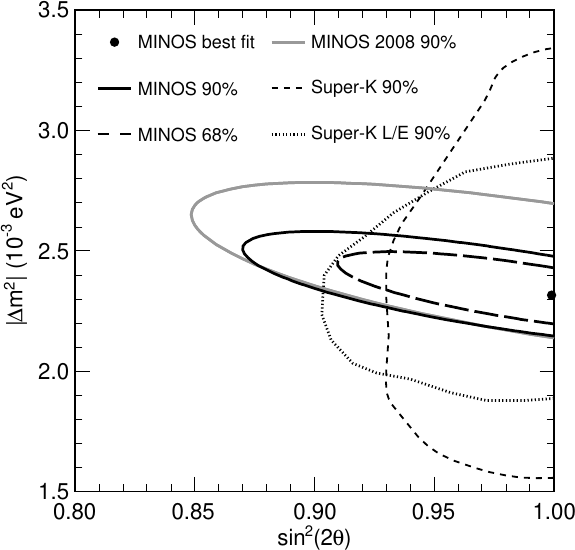 3.5
MINOS best fit
MINOS 2008 90%
MINOS 90%
Super-K 90%
3.0
MINOS 68%
Super-K L/E 90%
|Δm²| (10⁻³ eV²)
2.5
2.0
1.5
0.80 0.85 0.90 0.95 1.00
sin²(2θ)